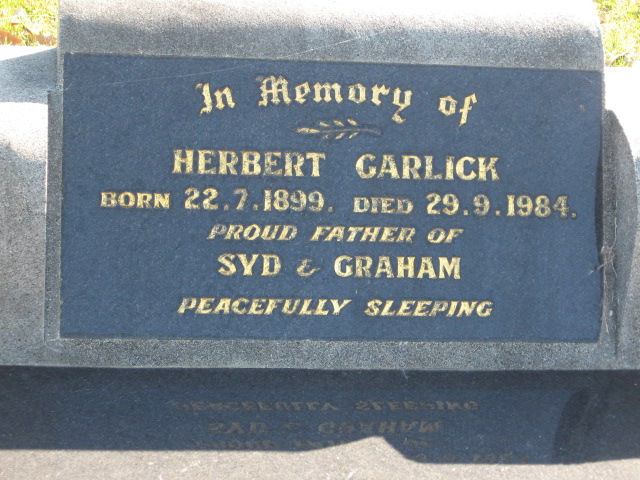 In Memory of
HERBERT GARLICK
BORN 22.7.1899. DIED 29.9.1984.
PROUD FATHER OF
SYD & GRAHAM
PEACEFULLY SLEEPING